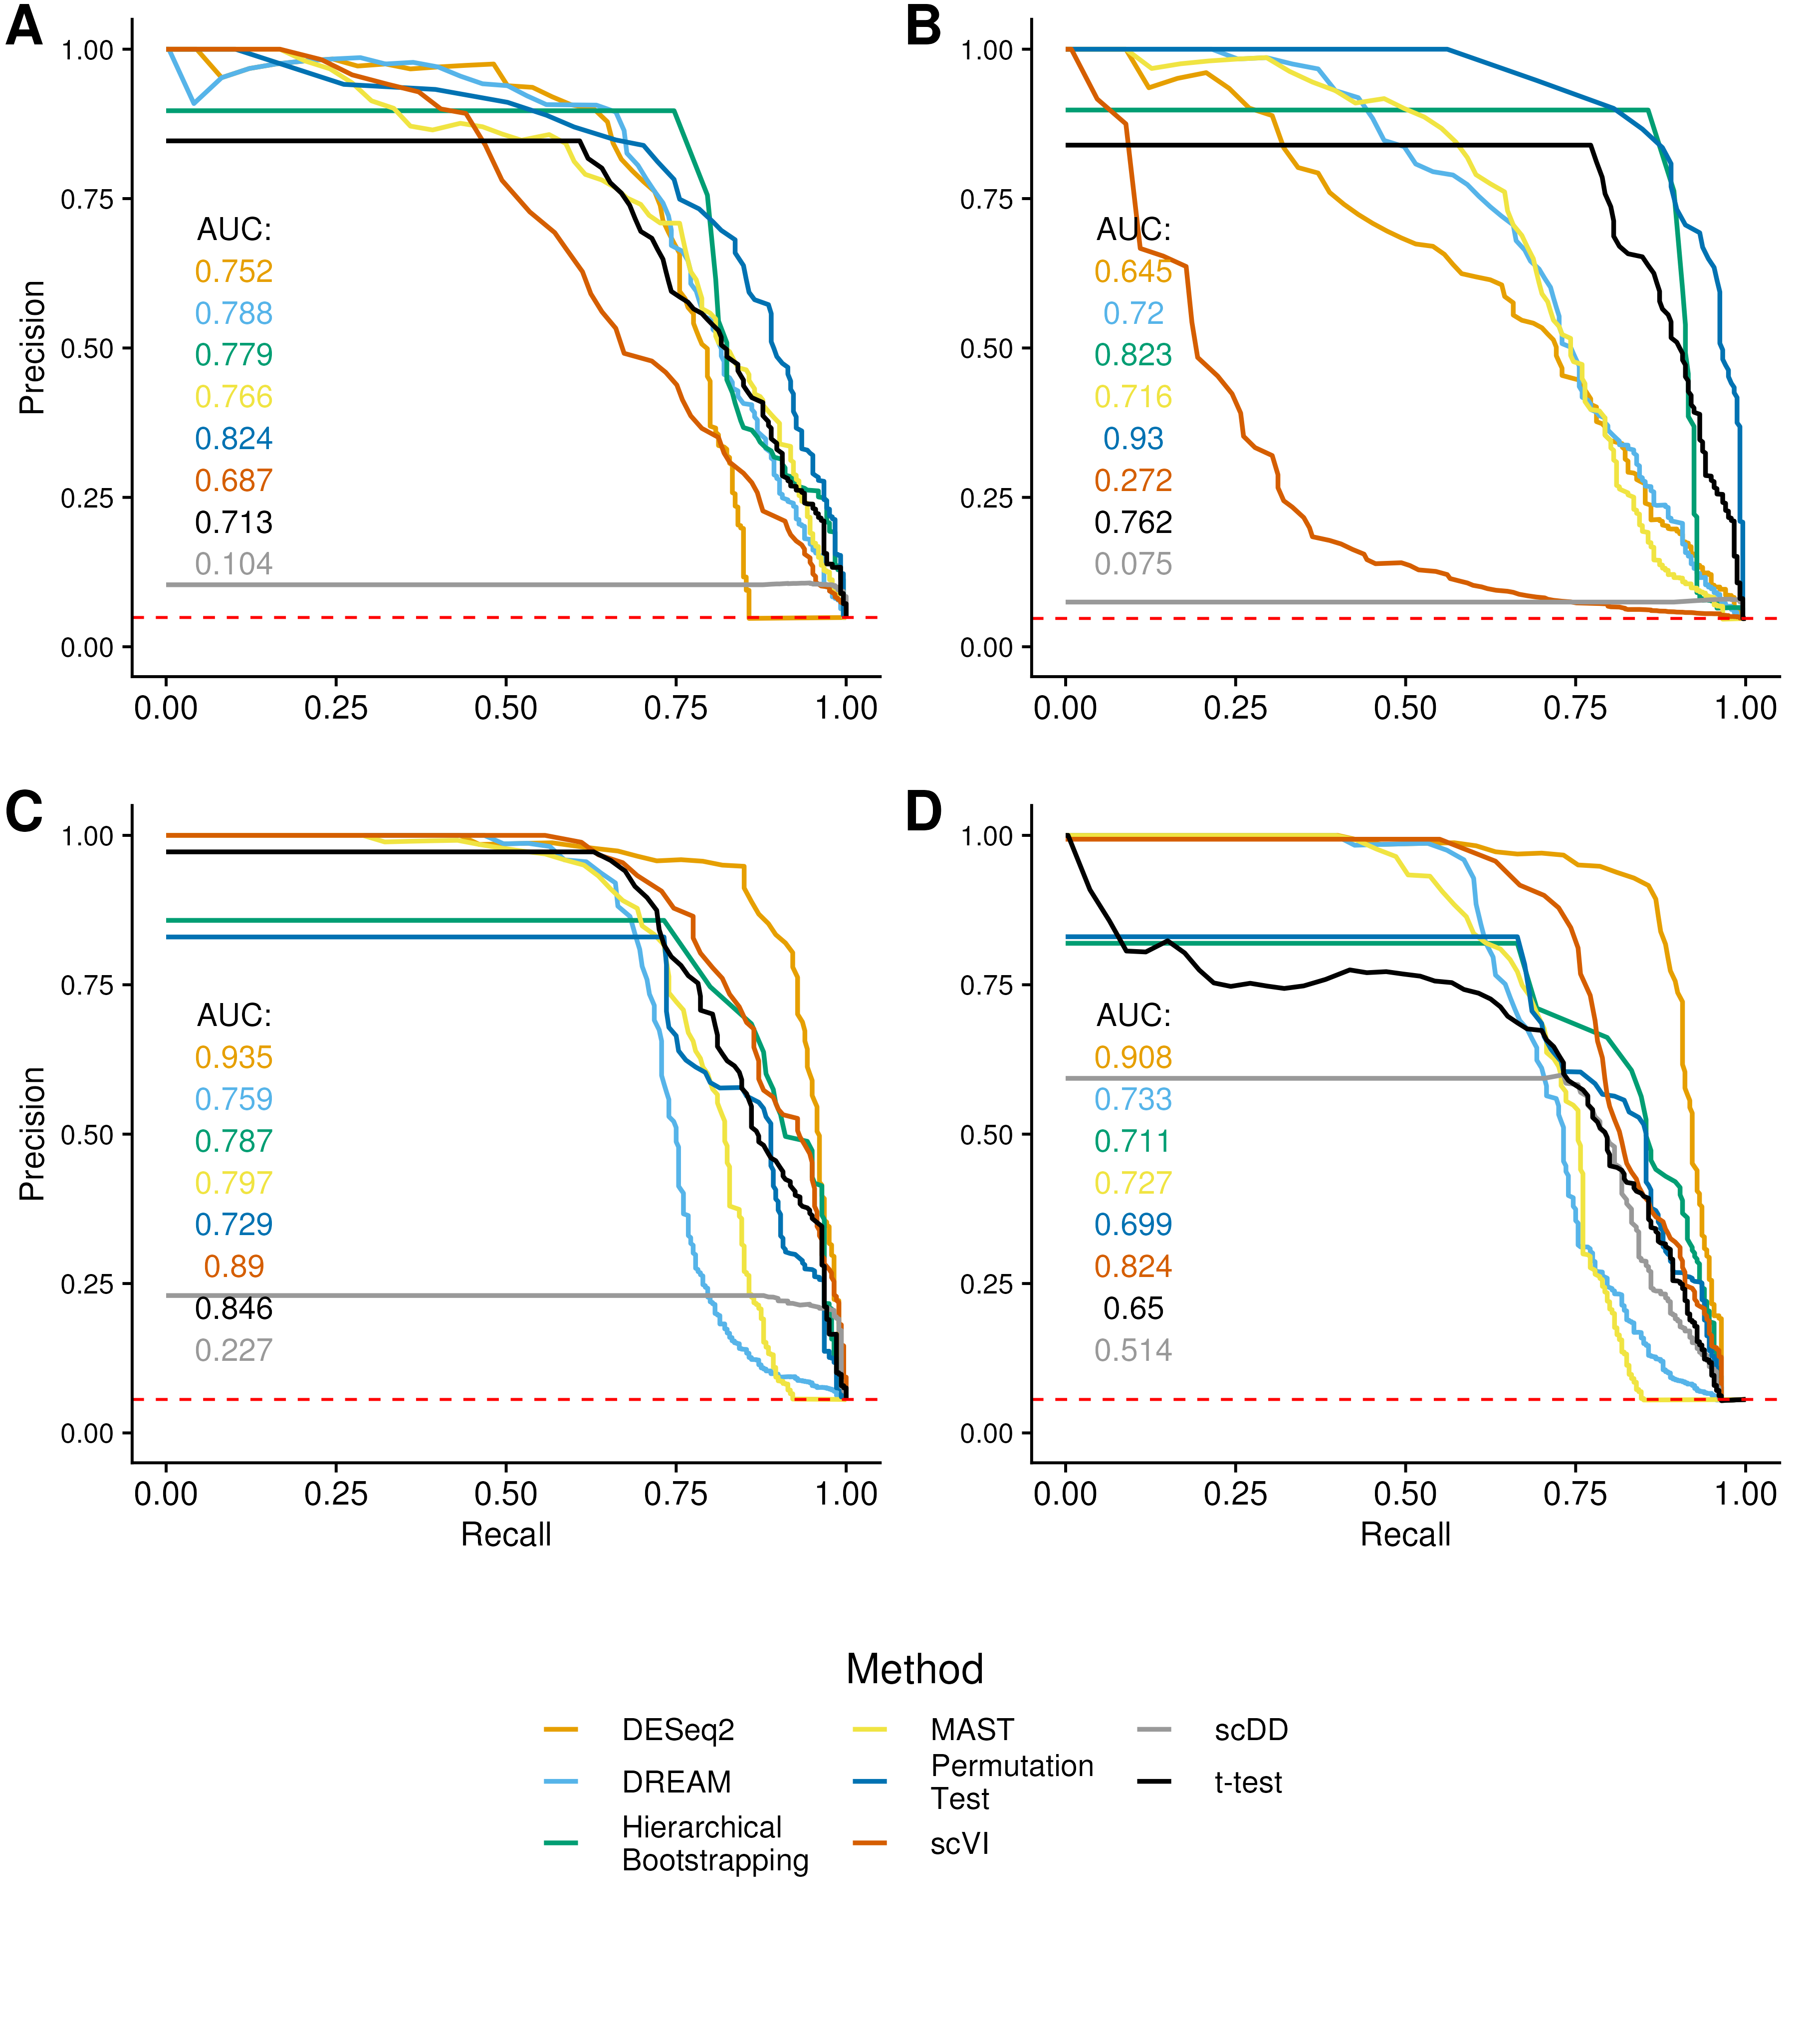 A
Precision
1.00
0.75
0.50
0.25
0.00
AUC:
0.752
0.788
0.779
0.766
0.824
0.687
0.713
0.104
0.00 0.25 0.50 0.75 1.00
B
1.00
0.75
0.50
0.25
0.00
AUC:
0.645
0.72
0.823
0.716
0.93
0.272
0.762
0.075
0.00 0.25 0.50 0.75 1.00
C
Precision
1.00
0.75
0.50
0.25
0.00
AUC:
0.935
0.759
0.787
0.797
0.729
0.89
0.846
0.227
0.00 0.25 0.50 0.75 1.00
Recall
D
1.00
0.75
0.50
0.25
0.00
AUC:
0.908
0.733
0.711
0.727
0.699
0.824
0.65
0.514
0.00 0.25 0.50 0.75 1.00
Recall
Method
DESeq2
DREAM
Hierarchical
Bootstrapping
MAST
Permutation
Test
scVI
scDD
t-test